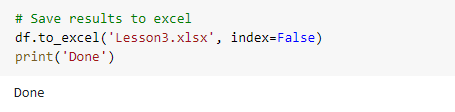 # Save results to excel
df.to_excel('Lesson3.xlsx', index=False)
print('Done')
Done